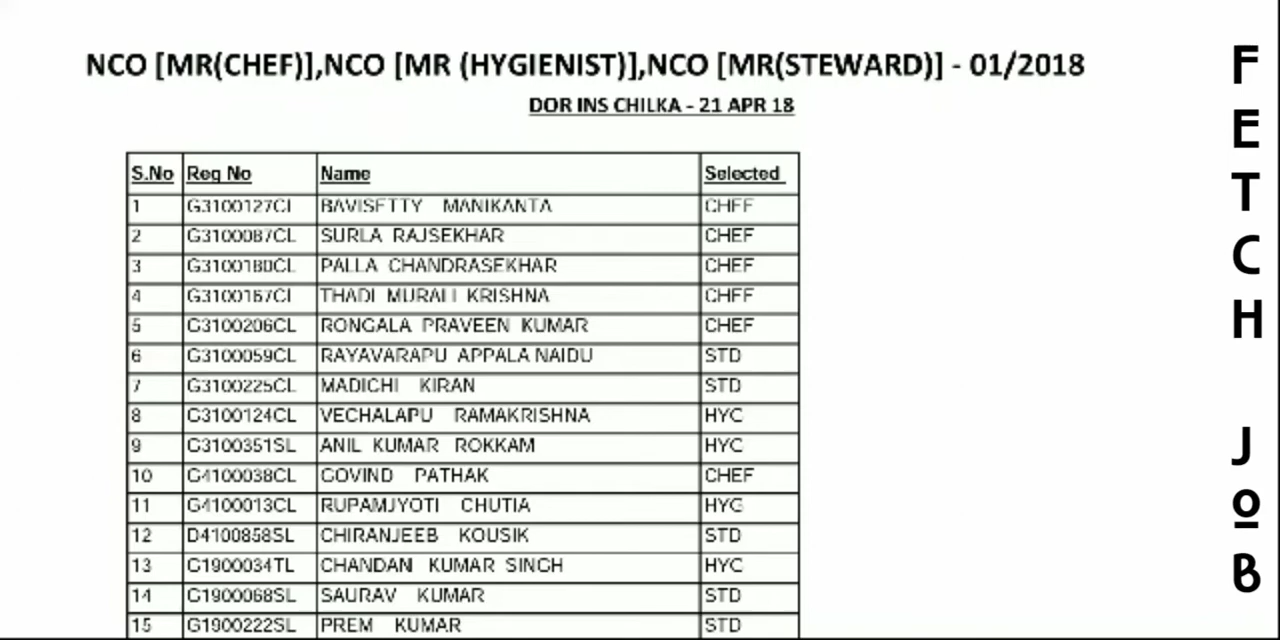 NCO [MR(CHEF)],NCO [MR (HYGIENIST)],NCO [MR(STEWARD)] - 01/2018
DOR INS CHILKA - 21 APR 18
S.No Reg No Name Selected
1 G3100127CL BAVISETTY MANIKANTA CHEF
2 G3100087CL SURLA RAJSEKHAR CHEF
3 G3100180CL PALLA CHANDRASEKHAR CHEF
4 G3100167CL THADI MURALI KRISHNA CHEF
5 G3100206CL RONGALA PRAVEEN KUMAR CHEF
6 G3100059CL RAYAVARAPU APPALA NAIDU STD
7 G3100225CL MADICHI KIRAN STD
8 G3100124CL VECHALAPU RAMAKRISHNA HYG
9 G3100351SL ANIL KUMAR ROKKAM HYG
10 G4100038CL GOVIND PATHAK CHEF
11 G4100013CL RUPAMJYOTI CHUTIA HYG
12 D4100858SL CHIRANJEEB KOUSIK STD
13 G1900034TL CHANDAN KUMAR SINGH HYG
14 G1900068SL SAURAV KUMAR STD
15 G1900222SL PREM KUMAR STD
FETCH JOB